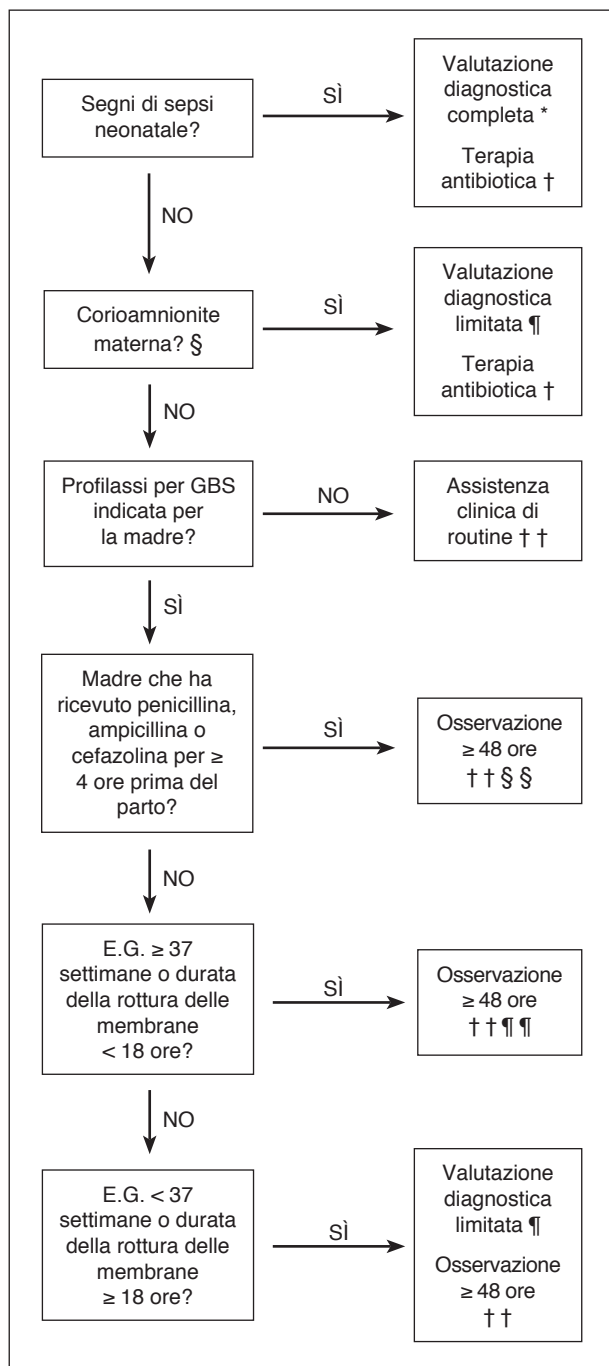 Segni di sepsi
neonatale?
SÌ
Valutazione
diagnostica
completa *
Terapia
antibiotica †
NO
Corioamnionite
materna? §
SÌ
Valutazione
diagnostica
limitata ¶
Terapia
antibiotica †
NO
Profilassi per GBS
indicata per
la madre?
NO
Assistenza
clinica di
routine † †
SÌ
Madre che ha
ricevuto penicillina,
ampicillina o
cefazolina per ≥
4 ore prima del
parto?
SÌ
Osservazione
≥ 48 ore
† † § §
NO
E.G. ≥ 37
settimane o durata
della rottura delle
membrane
< 18 ore?
SÌ
Osservazione
≥ 48 ore
† † ¶ ¶
NO
E.G. < 37
settimane o durata
della rottura delle
membrane
≥ 18 ore?
SÌ
Valutazione
diagnostica
limitata ¶
Osservazione
≥ 48 ore
† †